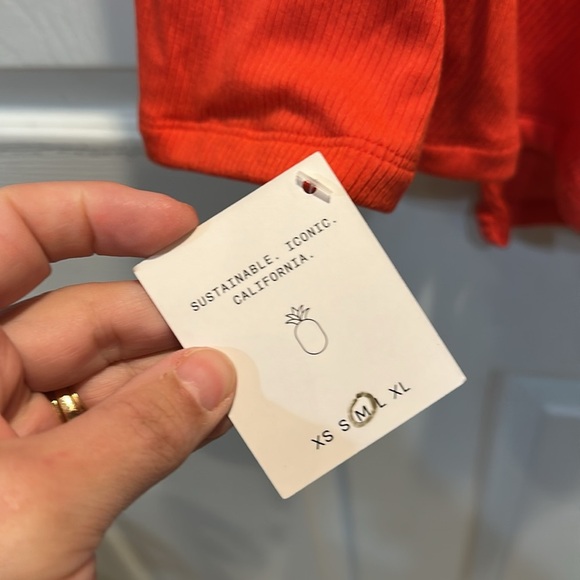 SUSTAINABLE. ICONIC.
CALIFORNIA.
XS S M L XL